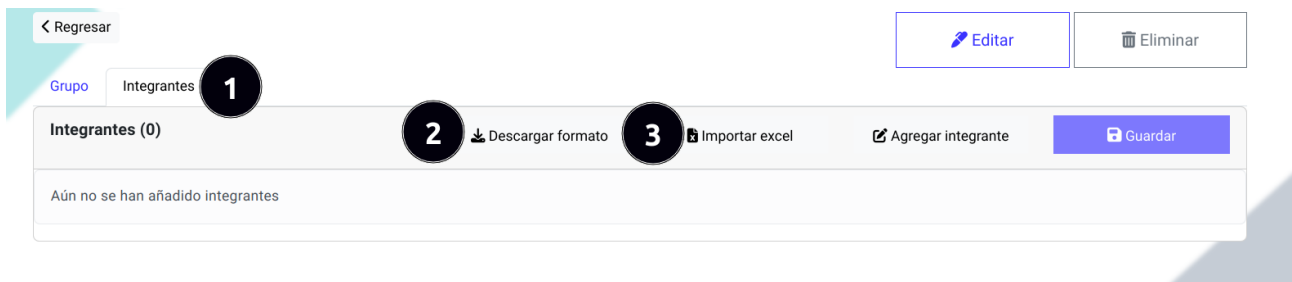 Regresar
Editar
Eliminar
Grupo
Integrantes
1
Integrantes (0)
2
Descargar formato
3
Importar excel
Agregar integrante
Guardar
Aún no se han añadido integrantes